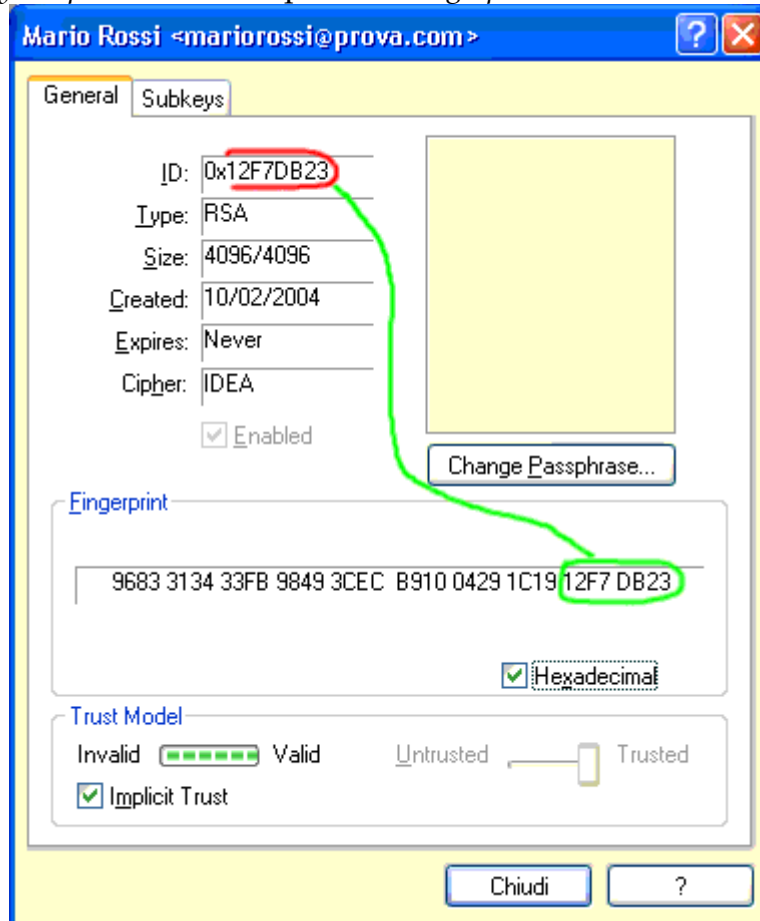 Mario Rossi <mariorossi@prova.com>
General Subkeys
ID: 0x12F7DB23
Type: RSA
Size: 4096/4096
Created: 10/02/2004
Expires: Never
Cipher: IDEA
Enabled
Change Passphrase...
Fingerprint
9683 3134 33FB 9849 3CEC B910 0429 1C19 12F7 DB23
Hexadecimal
Trust Model
Invalid Valid Untrusted Trusted
Implicit Trust
Chiudi ?